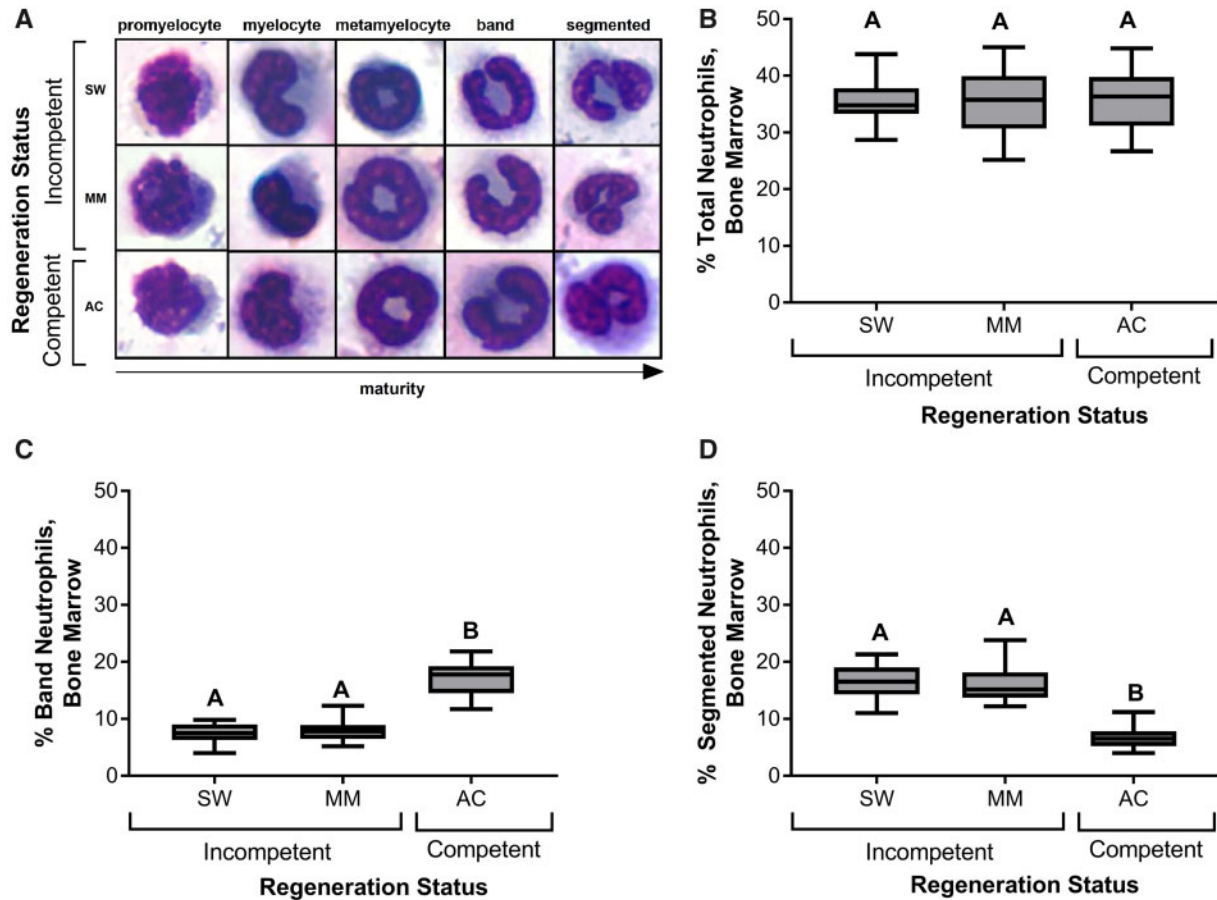 A
promyelocyte myelocyte metamyelocyte band segmented
Regeneration Status
Incompetent
Competent
SW
MM
AC
maturity
B
% Total Neutrophils,
Bone Marrow
50
40
30
20
10
0
A A A
SW MM AC
Incompetent Competent
Regeneration Status
C
% Band Neutrophils,
Bone Marrow
50
40
30
20
10
0
A A B
SW MM AC
Incompetent Competent
Regeneration Status
D
% Segmented Neutrophils,
Bone Marrow
50
40
30
20
10
0
A A B
SW MM AC
Incompetent Competent
Regeneration Status